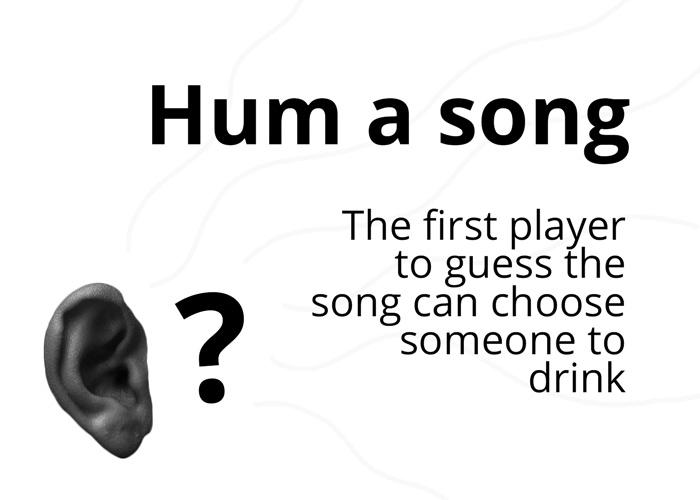 Hum a song
The first player
to guess the
song can choose
someone to
drink
?